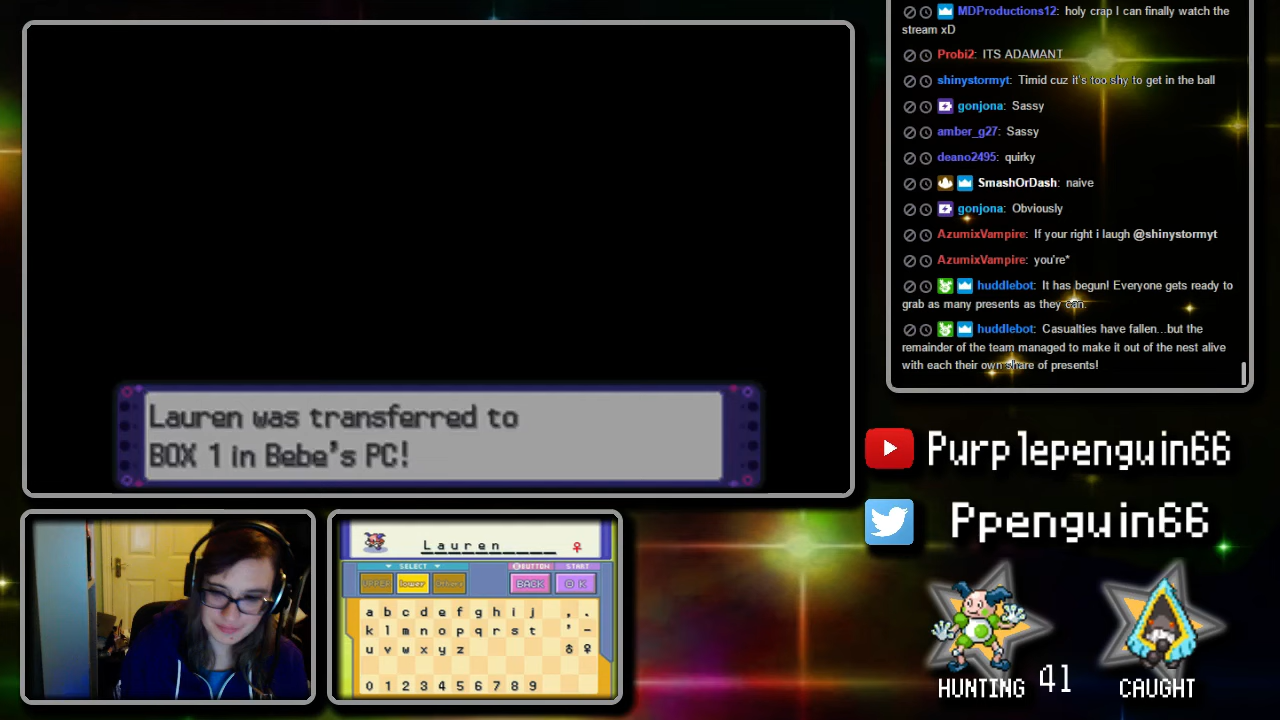 MDProductions12: holy crap I can finally watch the
stream xD
Probi2: ITS ADAMANT
shinystormyt: Timid cuz it's too shy to get in the ball
gonjona: Sassy
amber_g27: Sassy
deano2495: quirky
SmashOrDash: naive
gonjona: Obviously
AzumixVampire: If your right i laugh @shinystormyt
AzumixVampire: you're*
huddlebot: It has begun! Everyone gets ready to
grab as many presents as they can.
huddlebot: Casualties have fallen...but the
remainder of the team managed to make it out of the nest alive
with each their own share of presents!
Lauren was transferred to
BOX 1 in Bebe's PC!
Purplepenguin66
Ppenguin66
Lauren ♀
SELECT BUTTON START
UPPER lower Others BACK OK
a b c d e f g h i j , .
k l m n o p q r s t ' -
u v w x y z ♂ ♀
0 1 2 3 4 5 6 7 8 9
HUNTING 41 CAUGHT